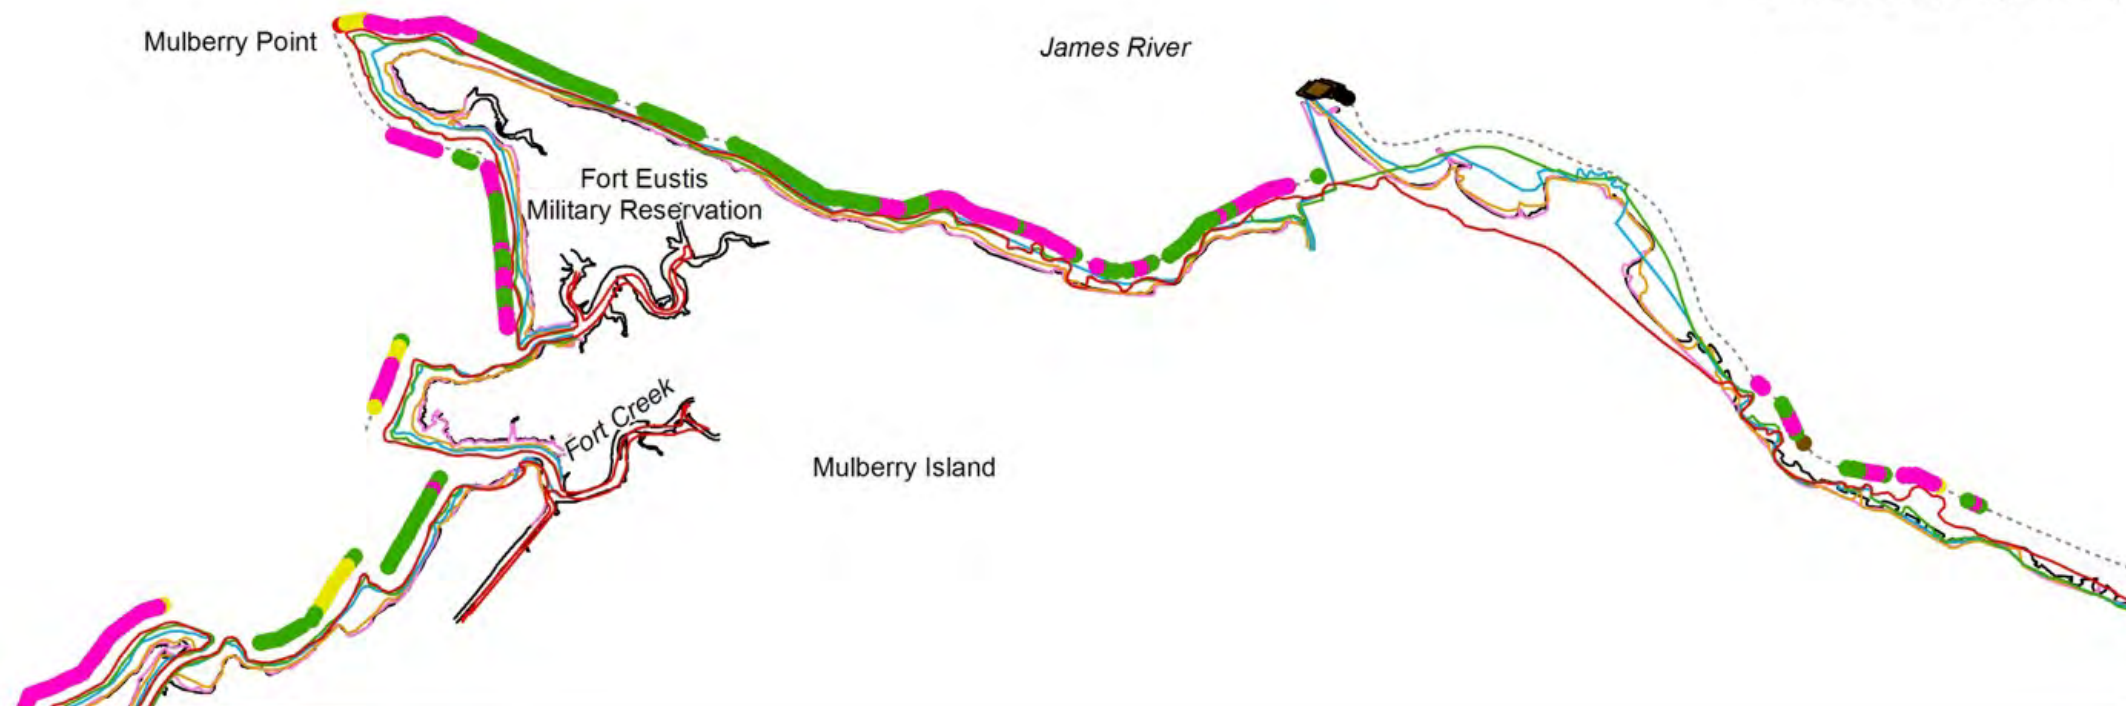 Mulberry Point
James River
Fort Eustis
Military Reservation
Fort Creek
Mulberry Island